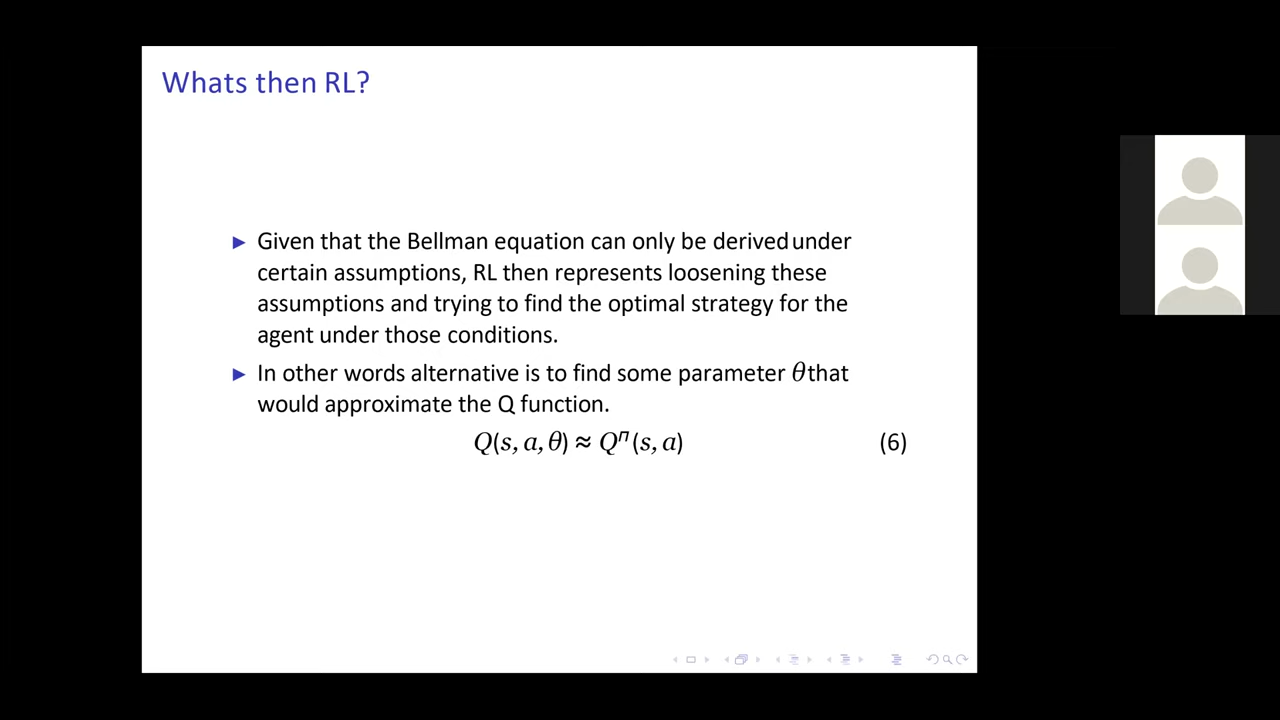 Whats then RL?
► Given that the Bellman equation can only be derived under
certain assumptions, RL then represents loosening these
assumptions and trying to find the optimal strategy for the
agent under those conditions.
► In other words alternative is to find some parameter θ that
would approximate the Q function.
Q(s, a, θ) ≈ Q^π(s, a) (6)